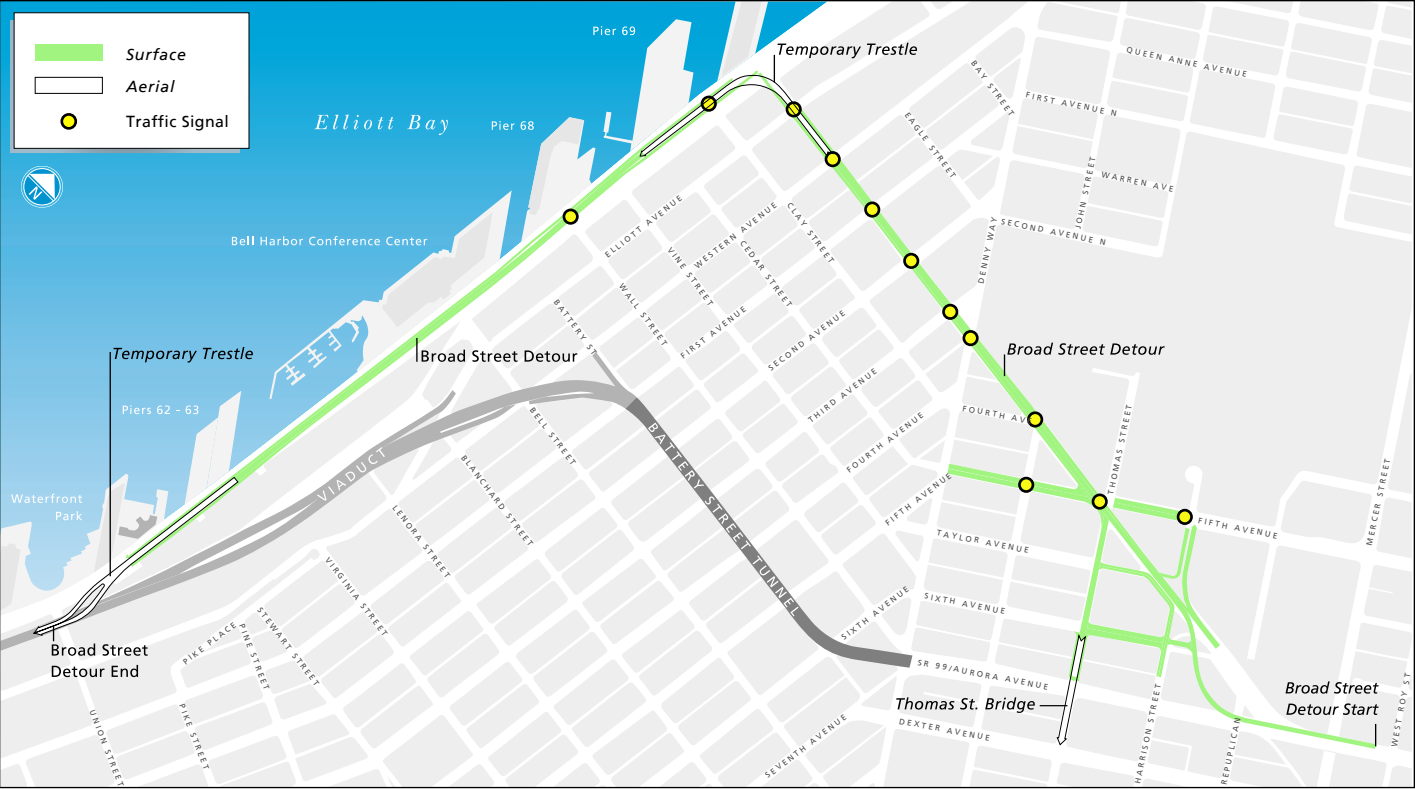 Surface
Aerial
Traffic Signal
N
Pier 69
Elliott Bay
Pier 68
Temporary Trestle
QUEEN ANNE AVENUE
BAY STREET
FIRST AVENUE N
EAGLE STREET
WARREN AVE
JOHN STREET
SECOND AVENUE N
DENNY WAY
Bell Harbor Conference Center
ELLIOTT AVENUE
WESTERN AVENUE
CLAY STREET
VINE STREET
CEDAR STREET
WALL STREET
BATTERY ST
FIRST AVENUE
SECOND AVENUE
THIRD AVENUE
FOURTH AVENUE
Temporary Trestle
Broad Street Detour
Broad Street Detour
Piers 62 - 63
FOURTH AV
THOMAS STREET
BELL STREET
BATTERY STREET TUNNEL
VIADUCT
BLANCHARD STREET
LENORA STREET
VIRGINIA STREET
FIFTH AVENUE
FIFTH AVENUE
MERCER STREET
Waterfront
Park
TAYLOR AVENUE
SIXTH AVENUE
SIXTH AVENUE
STEWART STREET
PIKE PLACE
PINE STREET
Broad Street
Detour End
SR 99/AURORA AVENUE
Thomas St. Bridge
DEXTER AVENUE
SEVENTH AVENUE
UNION STREET
PIKE STREET
HARRISON STREET
REPUPLICAN
Broad Street
Detour Start
WEST ROY ST